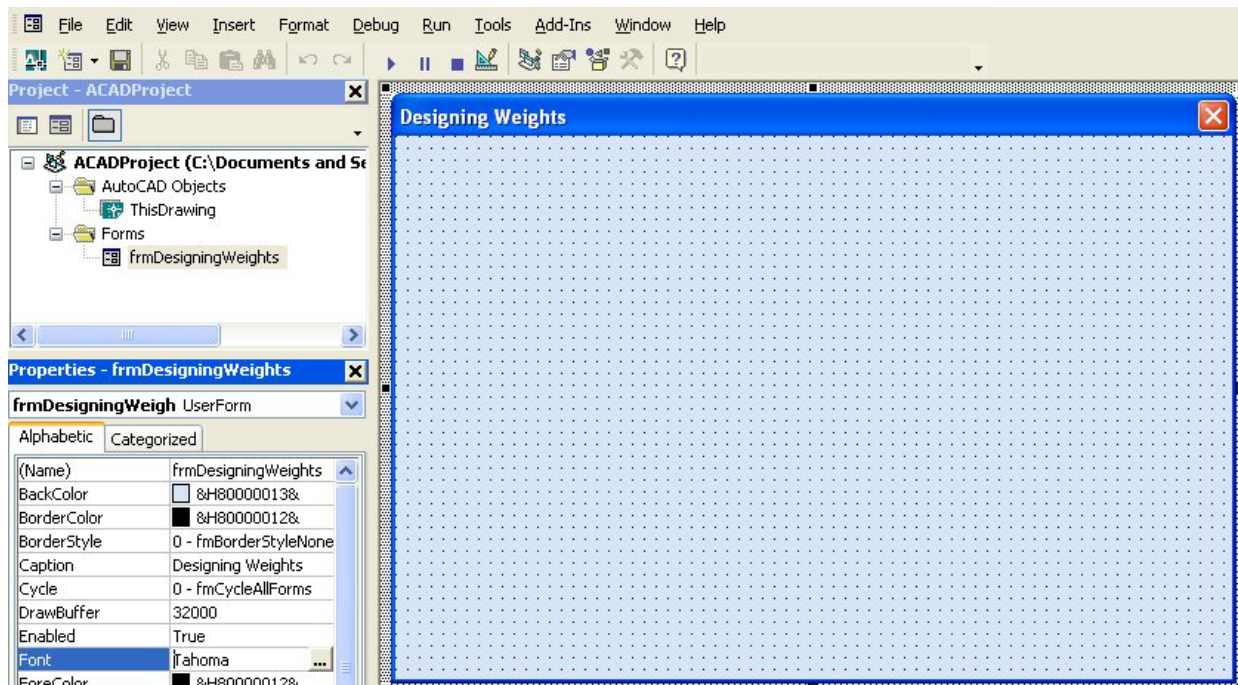 File Edit View Insert Format Debug Run Tools Add-Ins Window Help
Project - ACADProject
ACADProject (C:\Documents and Se
AutoCAD Objects
ThisDrawing
Forms
frmDesigningWeights
Properties - frmDesigningWeights
frmDesigningWeigh UserForm
Alphabetic Categorized
(Name) frmDesigningWeights
BackColor &H80000013&
BorderColor &H80000012&
BorderStyle 0 - fmBorderStyleNone
Caption Designing Weights
Cycle 0 - fmCycleAllForms
DrawBuffer 32000
Enabled True
Font Tahoma ...
ForeColor &H80000012&
Designing Weights